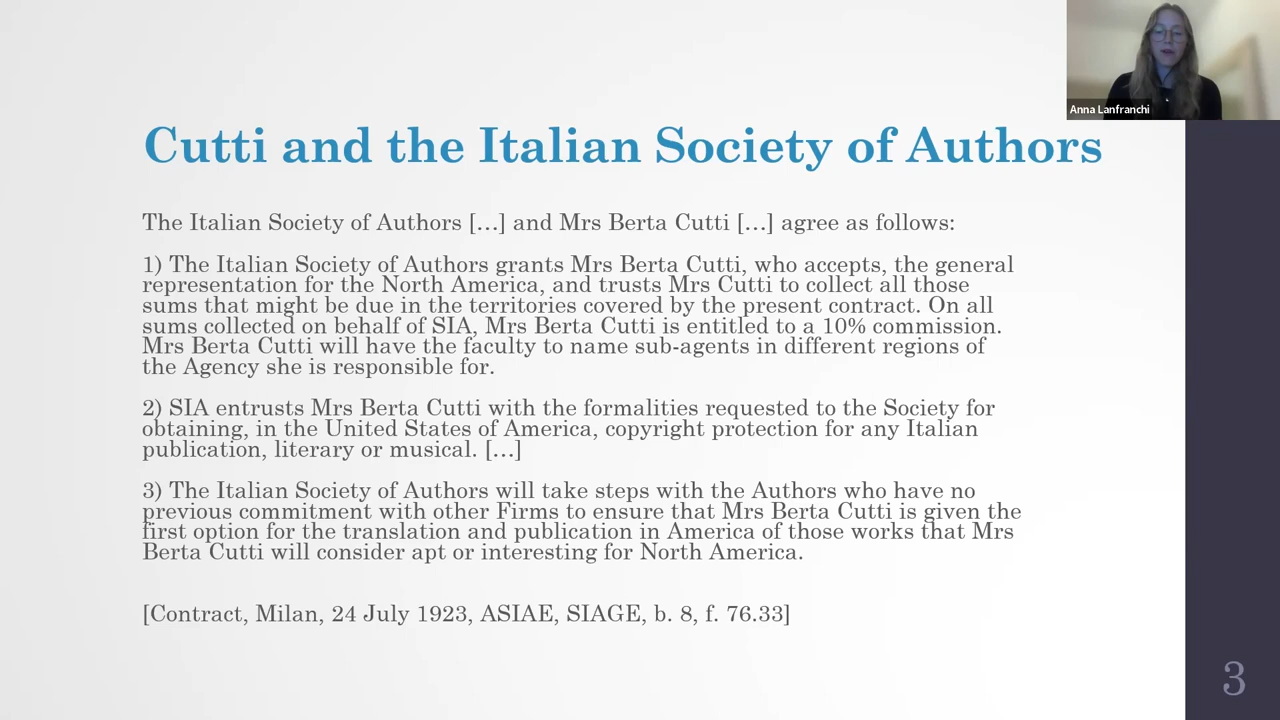 Anna Lanfranchi
Cutti and the Italian Society of Authors
The Italian Society of Authors […] and Mrs Berta Cutti […] agree as follows:
1) The Italian Society of Authors grants Mrs Berta Cutti, who accepts, the general
representation for the North America, and trusts Mrs Cutti to collect all those
sums that might be due in the territories covered by the present contract. On all
sums collected on behalf of SIA, Mrs Berta Cutti is entitled to a 10% commission.
Mrs Berta Cutti will have the faculty to name sub-agents in different regions of
the Agency she is responsible for.
2) SIA entrusts Mrs Berta Cutti with the formalities requested to the Society for
obtaining, in the United States of America, copyright protection for any Italian
publication, literary or musical. […]
3) The Italian Society of Authors will take steps with the Authors who have no
previous commitment with other Firms to ensure that Mrs Berta Cutti is given the
first option for the translation and publication in America of those works that Mrs
Berta Cutti will consider apt or interesting for North America.
[Contract, Milan, 24 July 1923, ASIAE, SIAGE, b. 8, f. 76.33]
3